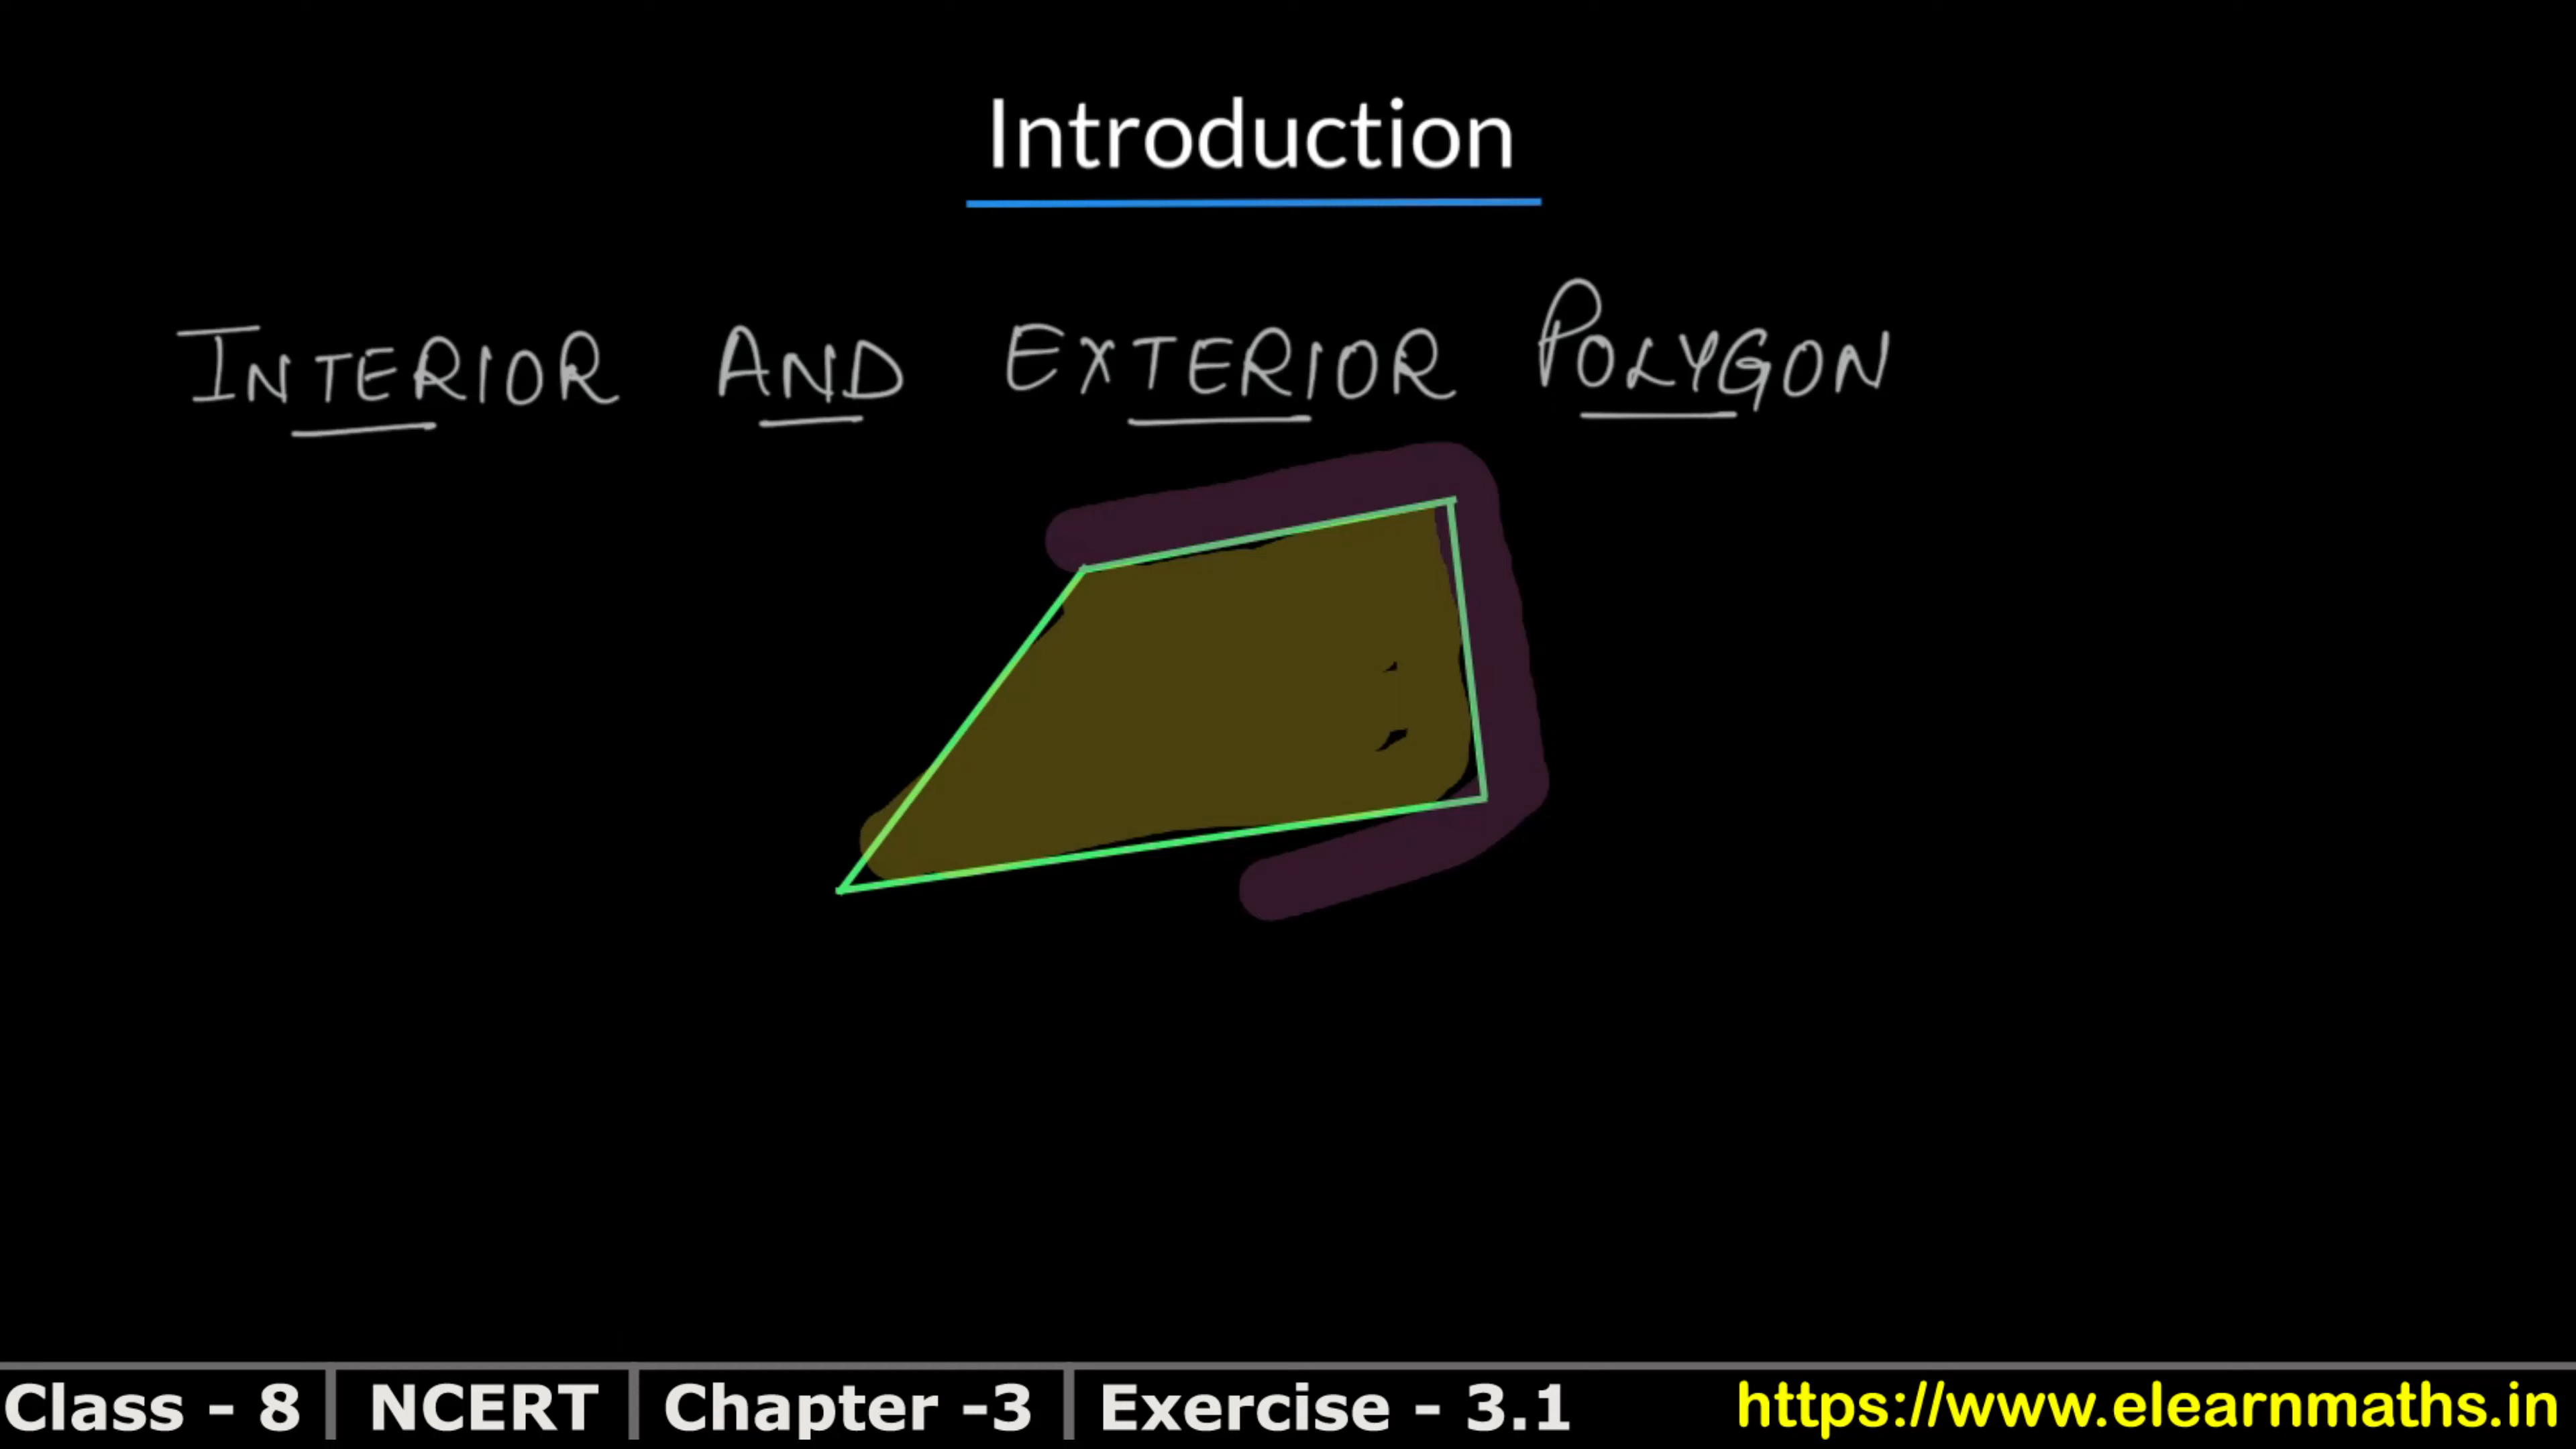 Introduction
INTERIOR AND EXTERIOR POLYGON
Class - 8 NCERT Chapter -3 Exercise - 3.1 https://www.elearnmaths.in